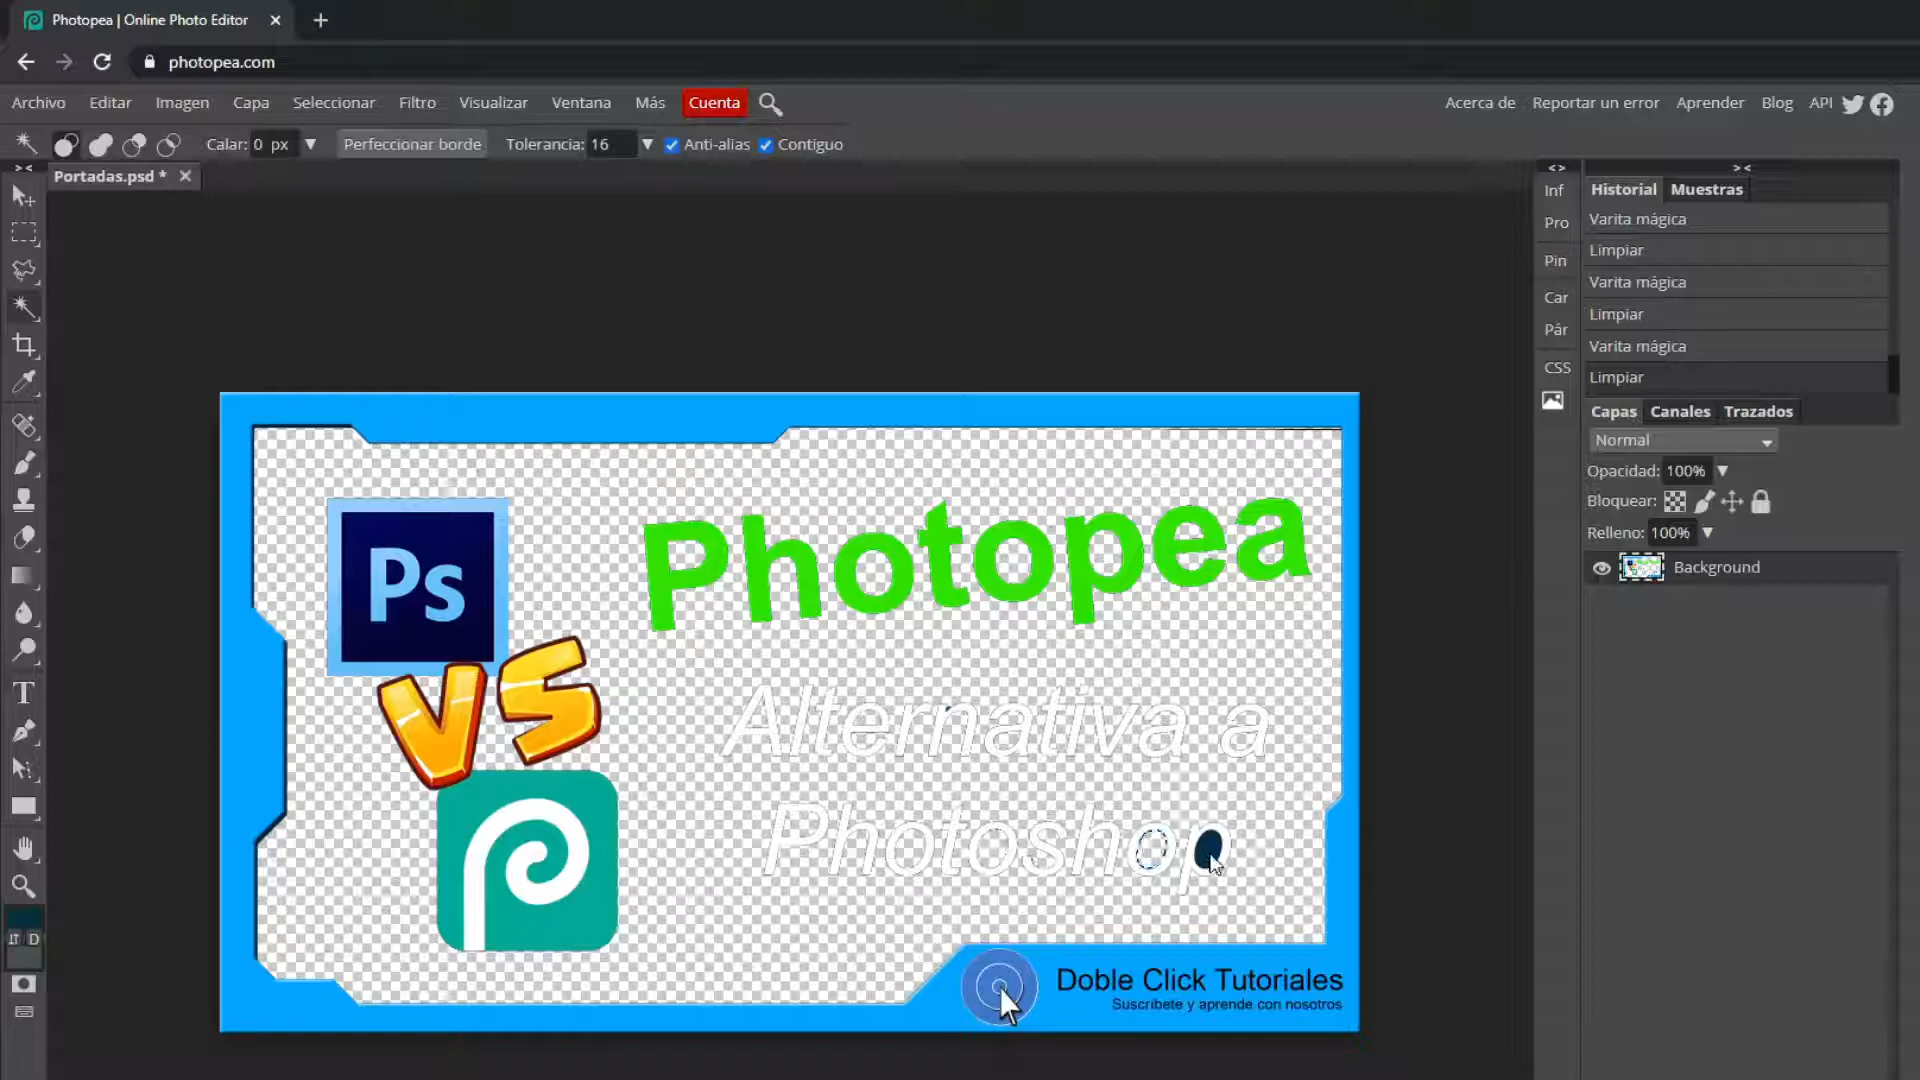 Photopea | Online Photo Editor
photopea.com
Archivo Editar Imagen Capa Seleccionar Filtro Visualizar Ventana Más Cuenta
Acerca de Reportar un error Aprender Blog API
Calar: 0 px Perfeccionar borde Tolerancia: 16 Anti-alias Contiguo
Portadas.psd *
> <
< >
> <
Inf
Pro
Pin
Car
Pár
CSS
Historial Muestras
Varita mágica
Limpiar
Varita mágica
Limpiar
Varita mágica
Limpiar
Capas Canales Trazados
Normal
Opacidad: 100%
Bloquear:
Relleno: 100%
Background
D
Ps
VS
Photopea
Alternativa a
Photoshop
Doble Click Tutoriales
Suscribete y aprende con nosotros